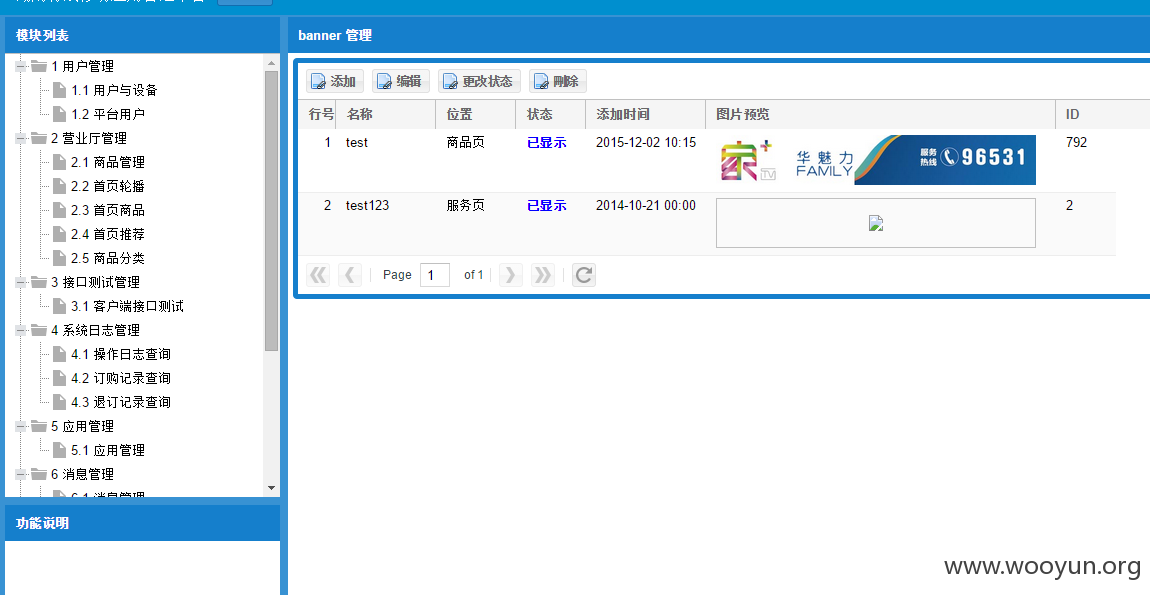 模块列表
1 用户管理
1.1 用户与设备
1.2 平台用户
2 营业厅管理
2.1 商品管理
2.2 首页轮播
2.3 首页商品
2.4 首页推荐
2.5 商品分类
3 接口测试管理
3.1 客户端接口测试
4 系统日志管理
4.1 操作日志查询
4.2 订购记录查询
4.3 退订记录查询
5 应用管理
5.1 应用管理
6 消息管理
6.1 消息管理
功能说明
banner 管理
添加 编辑 更改状态 删除
行号 名称 位置 状态 添加时间 图片预览 ID
1 test 商品页 已显示 2015-12-02 10:15 家+ TV 华魅力 FAMILY 服务热线 96531 792
2 test123 服务页 已显示 2014-10-21 00:00 2
Page 1 of 1
www.wooyun.org